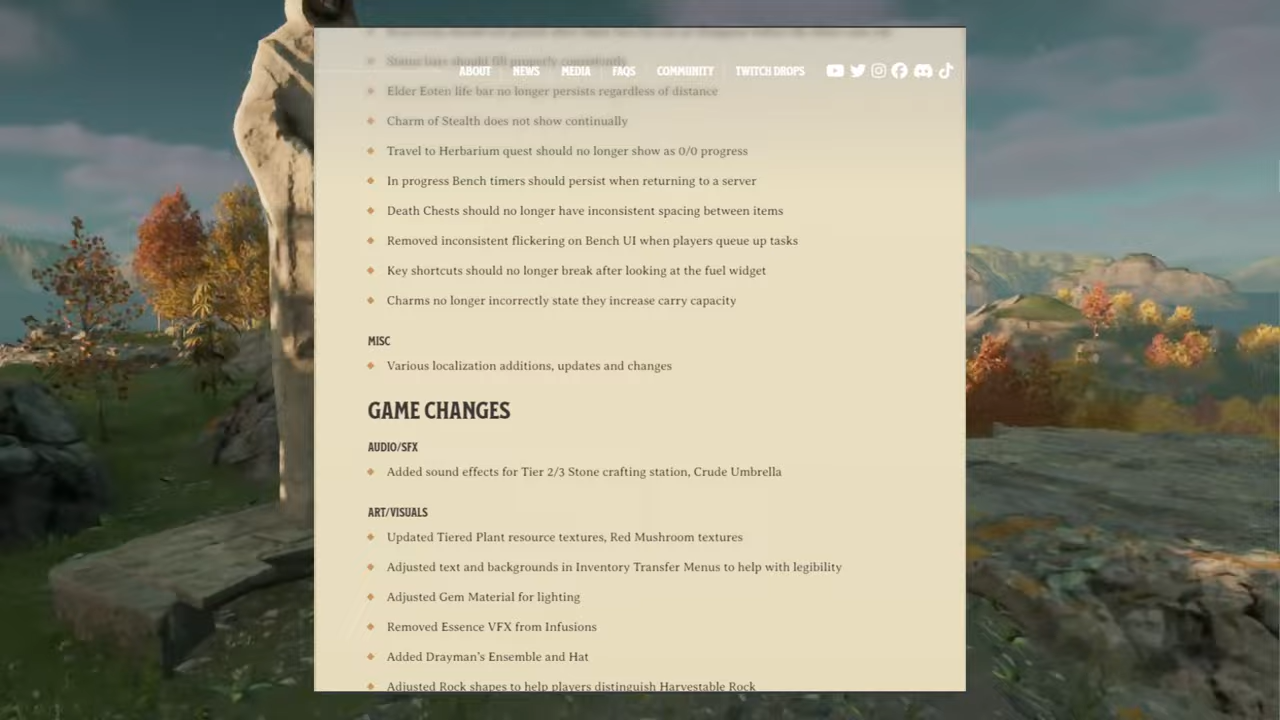 Status bars should fill properly consistently
ABOUT NEWS MEDIA FAQS COMMUNITY TWITCH DROPS
Elder Eoten life bar no longer persists regardless of distance
Charm of Stealth does not show continually
Travel to Herbarium quest should no longer show as 0/0 progress
In progress Bench timers should persist when returning to a server
Death Chests should no longer have inconsistent spacing between items
Removed inconsistent flickering on Bench UI when players queue up tasks
Key shortcuts should no longer break after looking at the fuel widget
Charms no longer incorrectly state they increase carry capacity
MISC
Various localization additions, updates and changes
GAME CHANGES
AUDIO/SFX
Added sound effects for Tier 2/3 Stone crafting station, Crude Umbrella
ART/VISUALS
Updated Tiered Plant resource textures, Red Mushroom textures
Adjusted text and backgrounds in Inventory Transfer Menus to help with legibility
Adjusted Gem Material for lighting
Removed Essence VFX from Infusions
Added Drayman's Ensemble and Hat
Adjusted Rock shapes to help players distinguish Harvestable Rock